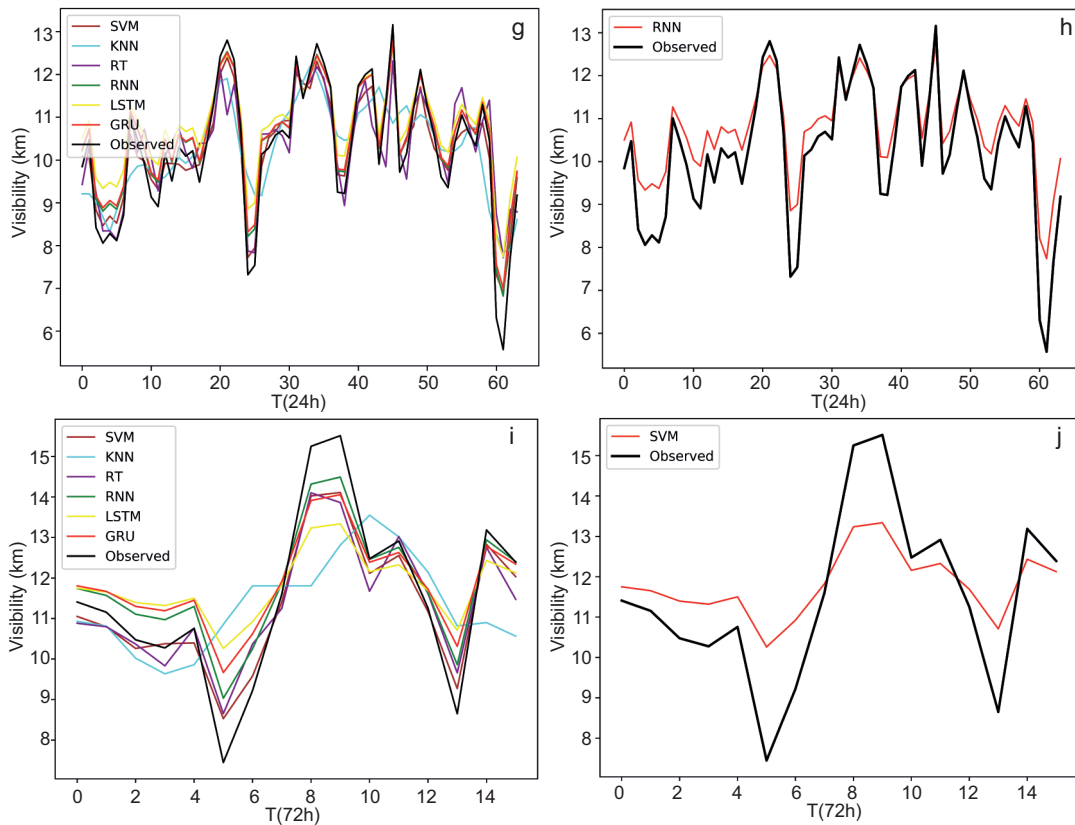 g
SVM
KNN
RT
RNN
LSTM
GRU
Observed
Visibility (km)
13
12
11
10
9
8
7
6
0 10 20 30 40 50 60
T(24h)
h
RNN
Observed
Visibility (km)
13
12
11
10
9
8
7
6
0 10 20 30 40 50 60
T(24h)
i
SVM
KNN
RT
RNN
LSTM
GRU
Observed
Visibility (km)
15
14
13
12
11
10
9
8
0 2 4 6 8 10 12 14
T(72h)
j
SVM
Observed
Visibility (km)
15
14
13
12
11
10
9
8
0 2 4 6 8 10 12 14
T(72h)